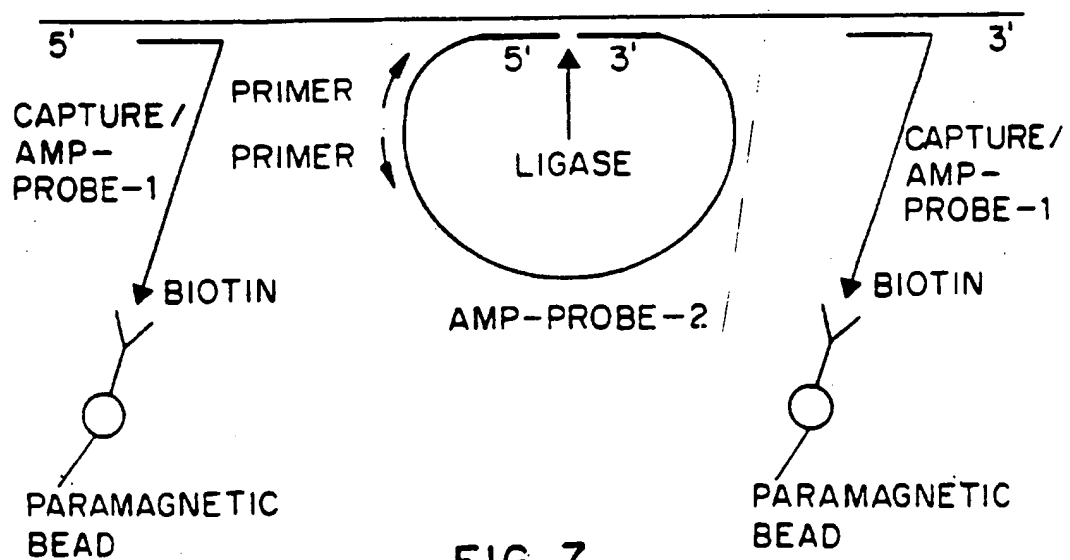 5'
3'
5'
3'
CAPTURE/
AMP-
PROBE-1
PRIMER
PRIMER
LIGASE
CAPTURE/
AMP-
PROBE-1
BIOTIN
BIOTIN
AMP-PROBE-2
PARAMAGNETIC
BEAD
PARAMAGNETIC
BEAD